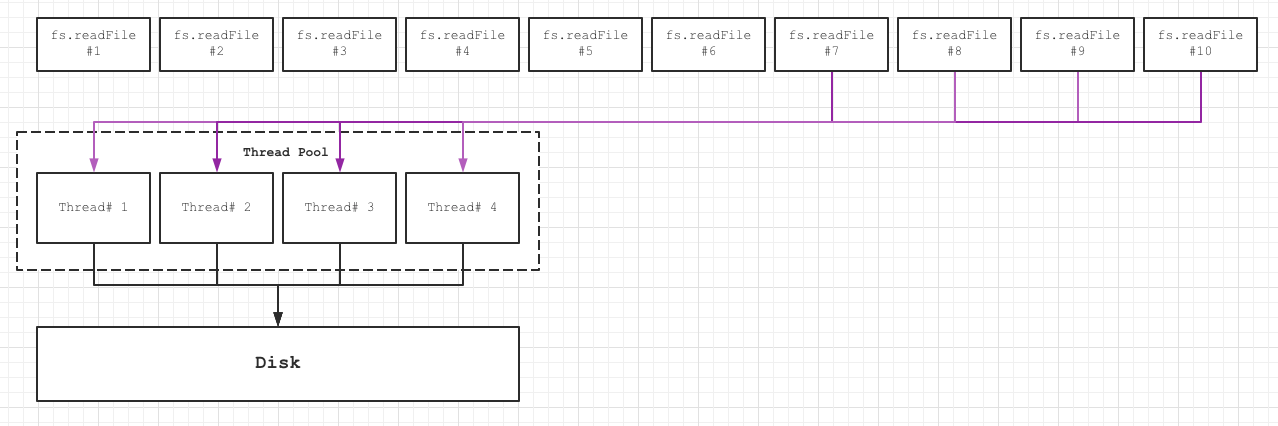 fs.readFile
#1
fs.readFile
#2
fs.readFile
#3
fs.readFile
#4
fs.readFile
#5
fs.readFile
#6
fs.readFile
#7
fs.readFile
#8
fs.readFile
#9
fs.readFile
#10
Thread Pool
Thread# 1
Thread# 2
Thread# 3
Thread# 4
Disk